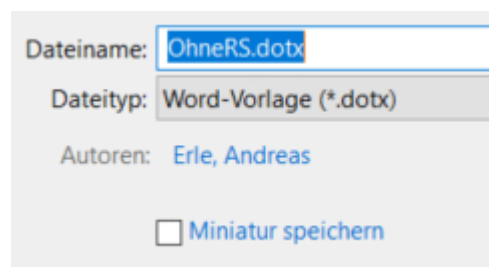 Dateiname: OhneRS.dotx
Dateityp: Word-Vorlage (*.dotx)
Autoren: Erle, Andreas
Miniatur speichern